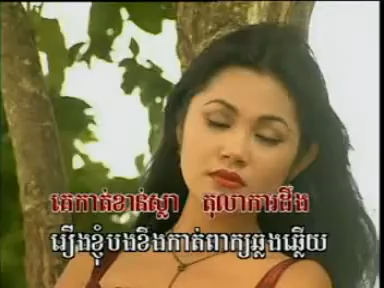 គេកាត់ខាន់ស្លា តុលាការដឹង
រឿងខ្ញុំបងខឹងកាត់ពាក្យឆ្លងឆ្លើយ